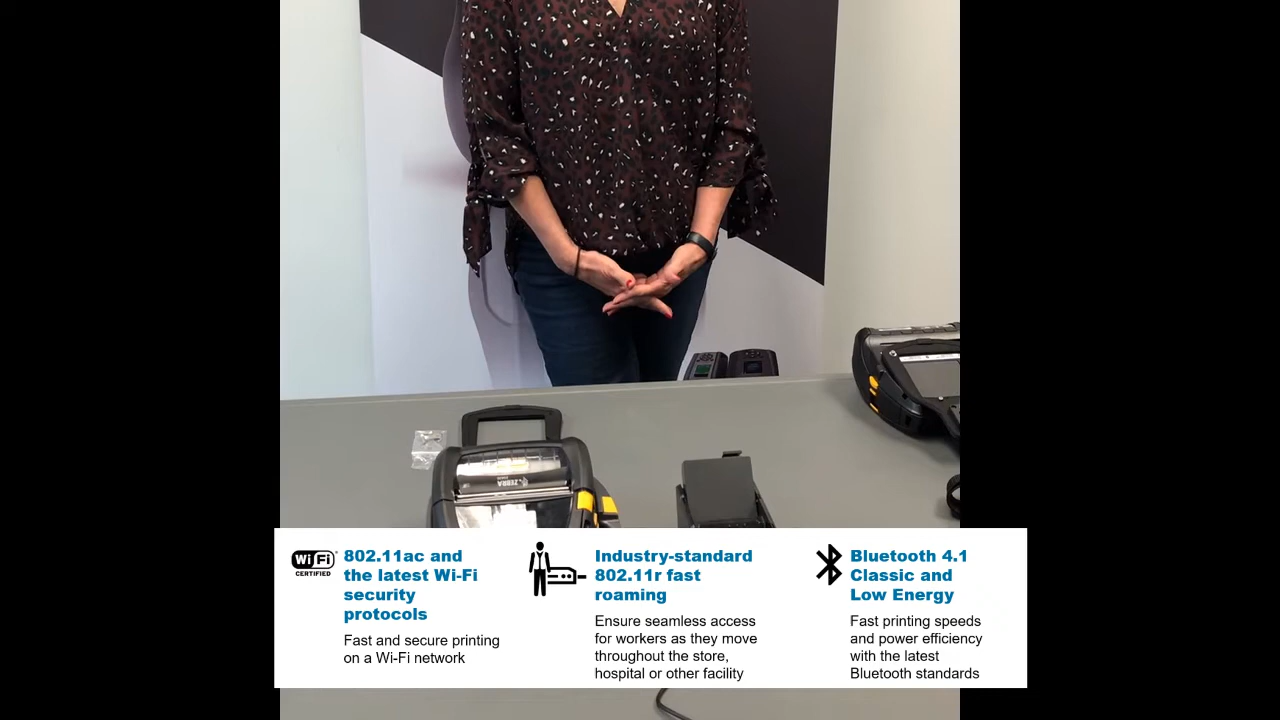 ZEBRA
Wi Fi
CERTIFIED
802.11ac and
the latest Wi-Fi
security
protocols
Fast and secure printing
on a Wi-Fi network
Industry-standard
802.11r fast
roaming
Ensure seamless access
for workers as they move
throughout the store,
hospital or other facility
Bluetooth 4.1
Classic and
Low Energy
Fast printing speeds
and power efficiency
with the latest
Bluetooth standards